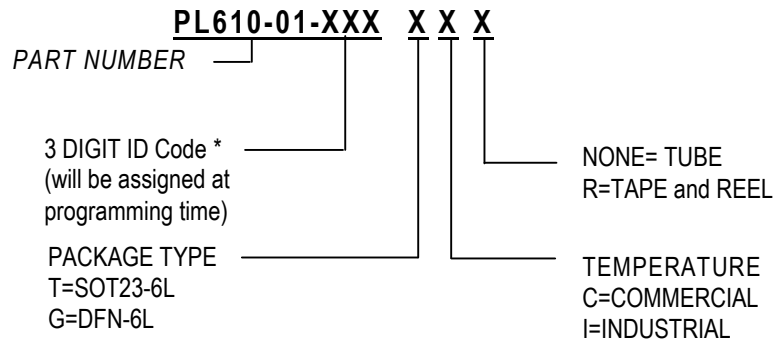 PL610-01-XXX X X X
PART NUMBER
3 DIGIT ID Code *
(will be assigned at
programming time)
PACKAGE TYPE
T=SOT23-6L
G=DFN-6L
NONE= TUBE
R=TAPE and REEL
TEMPERATURE
C=COMMERCIAL
I=INDUSTRIAL